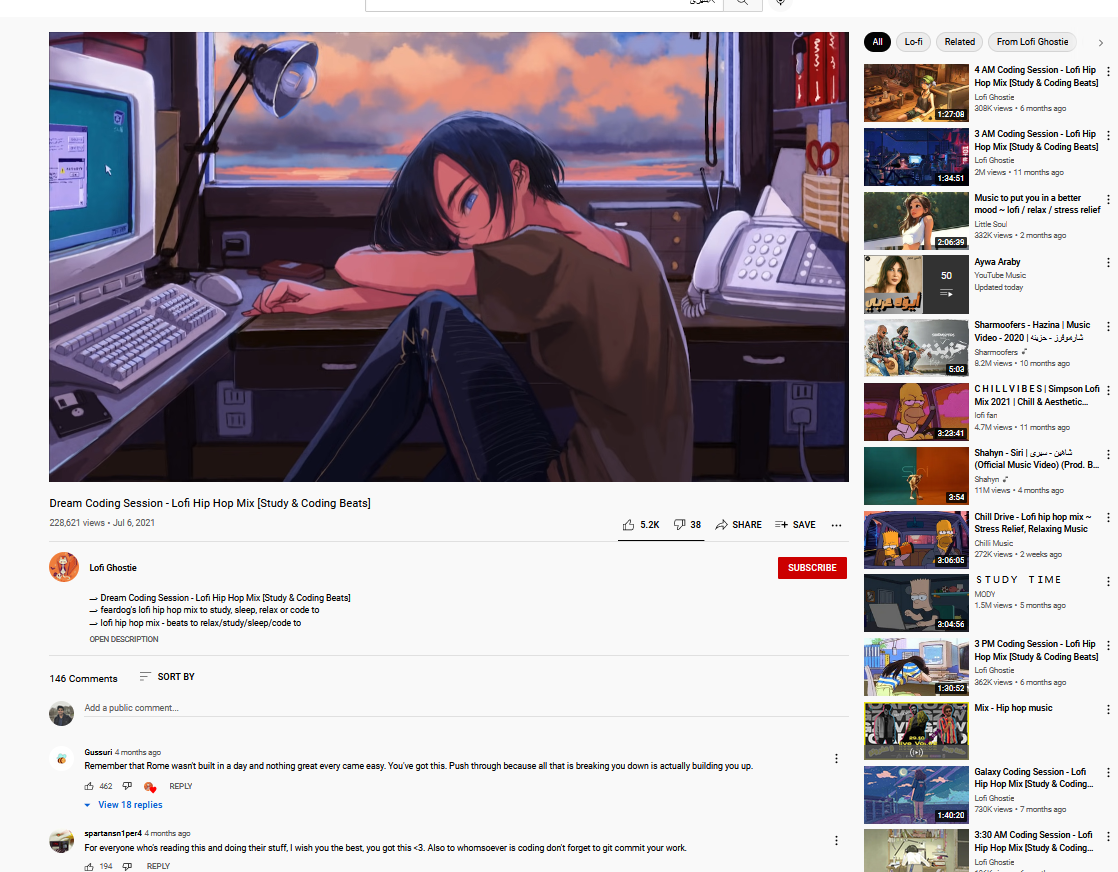 Dream Coding Session - Lofi Hip Hop Mix [Study & Coding Beats]
228,621 views • Jul 6, 2021
5.2K
38
SHARE
SAVE
Lofi Ghostie
SUBSCRIBE
Dream Coding Session - Lofi Hip Hop Mix [Study & Coding Beats]
feardog's lofi hip hop mix to study, sleep, relax or code to
lofi hip hop mix - beats to relax/study/sleep/code to
OPEN DESCRIPTION
146 Comments
SORT BY
Add a public comment...
Gussuri 4 months ago
Remember that Rome wasn't built in a day and nothing great every came easy. You've got this. Push through because all that is breaking you down is actually building you up.
462
REPLY
View 18 replies
spartansn1per4 4 months ago
For everyone who's reading this and doing their stuff, I wish you the best, you got this <3. Also to whomsoever is coding don't forget to git commit your work.
194
REPLY
All
Lo-fi
Related
From Lofi Ghostie
4 AM Coding Session - Lofi Hip
Hop Mix [Study & Coding Beats]
Lofi Ghostie
308K views • 6 months ago
1:27:08
3 AM Coding Session - Lofi Hip
Hop Mix [Study & Coding Beats]
Lofi Ghostie
2M views • 11 months ago
1:34:51
Music to put you in a better
mood ~ lofi / relax / stress relief
Little Soul
332K views • 2 months ago
2:06:39
Aywa Araby
YouTube Music
Updated today
50
أيوه عربي
Sharmoofers - Hazina | Music
Video - 2020 | شارموفرز - حزينة
Sharmoofers
8.2M views • 10 months ago
حزينة
5:03
C H I L L V I B E S | Simpson Lofi
Mix 2021 | Chill & Aesthetic...
lofi fan
4.7M views • 11 months ago
3:23:41
Shahyn - Siri | شاهين - سيري
(Official Music Video) (Prod. B...
Shahyn
11M views • 4 months ago
3:54
Chill Drive - Lofi hip hop mix ~
Stress Relief, Relaxing Music
Chilli Music
272K views • 2 weeks ago
3:06:05
S T U D Y   T I M E
MODY
1.5M views • 5 months ago
3:04:56
3 PM Coding Session - Lofi Hip
Hop Mix [Study & Coding Beats]
Lofi Ghostie
362K views • 6 months ago
1:30:52
Mix - Hip hop music
Galaxy Coding Session - Lofi
Hip Hop Mix [Study & Coding...
Lofi Ghostie
730K views • 7 months ago
1:40:20
3:30 AM Coding Session - Lofi
Hip Hop Mix [Study & Coding...
Lofi Ghostie